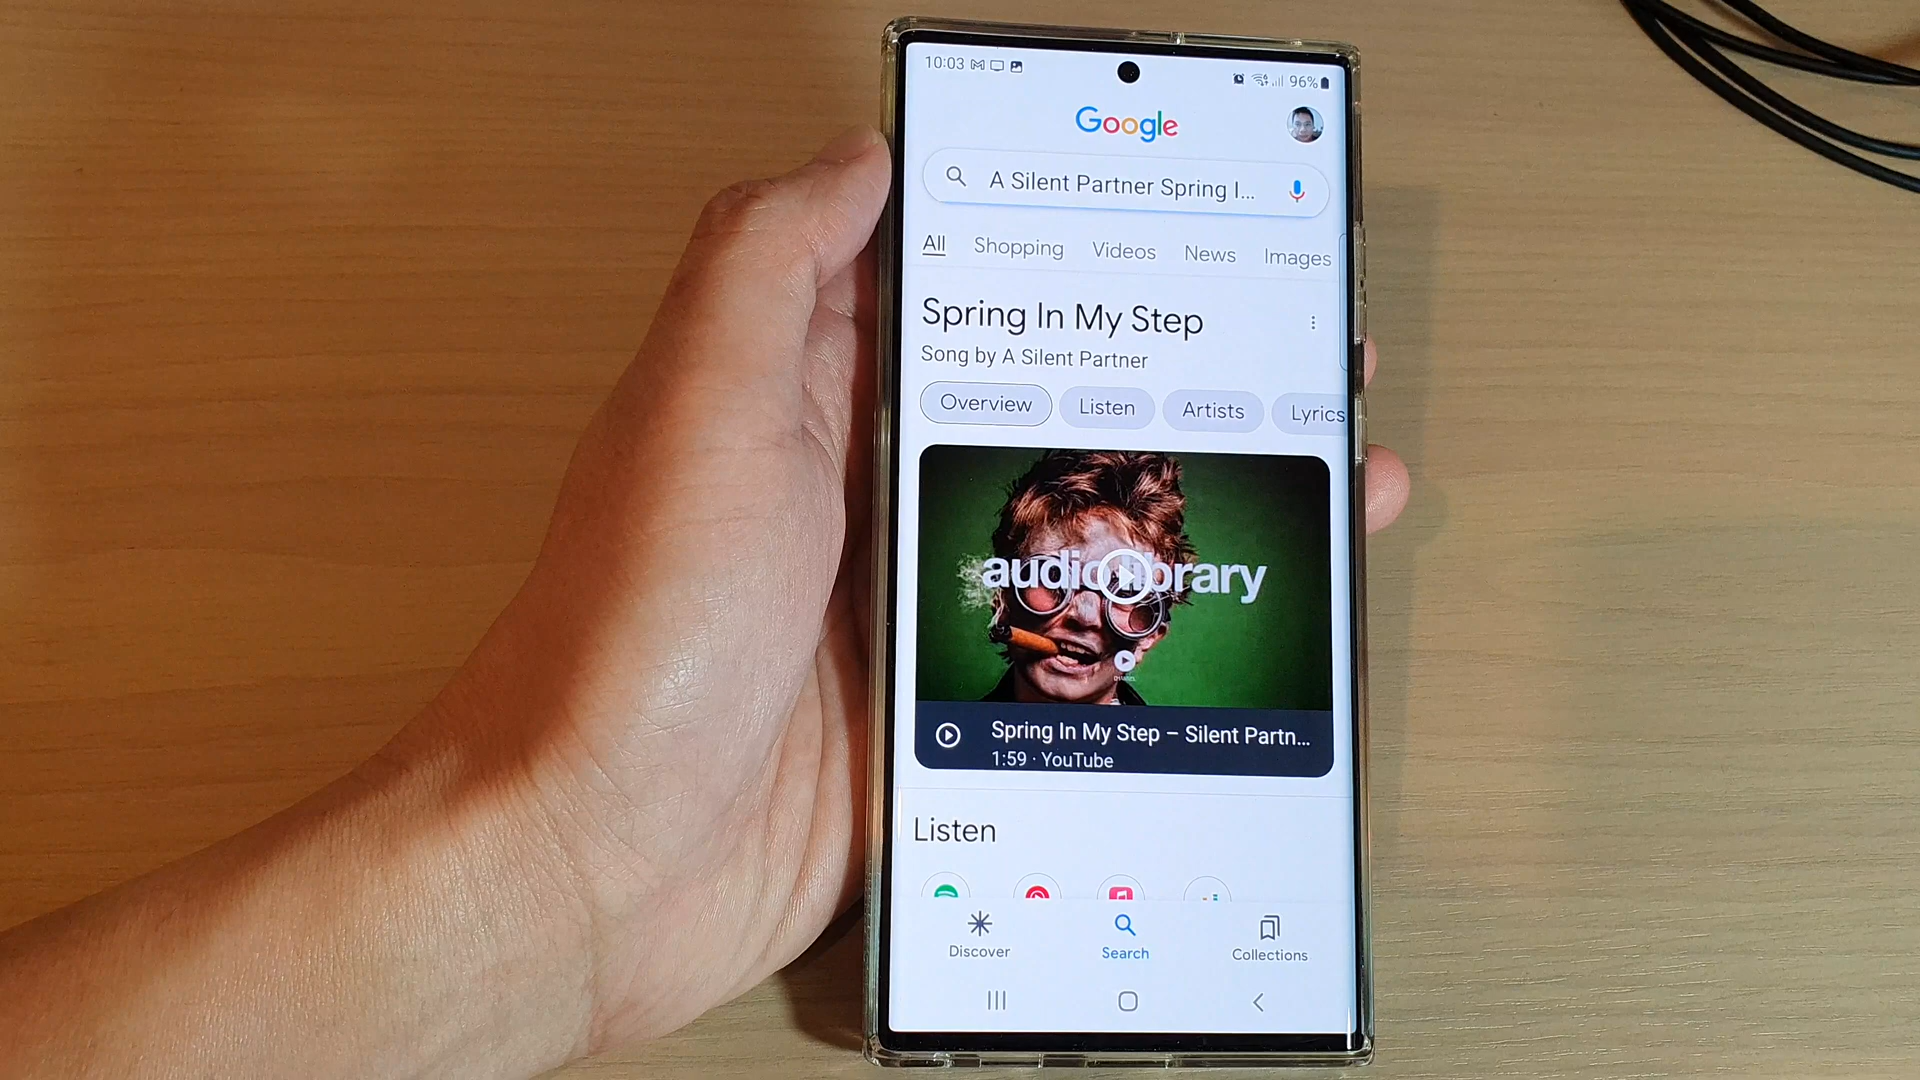 10:03
96%
Google
A Silent Partner Spring I...
All Shopping Videos News Images
Spring In My Step
Song by A Silent Partner
Overview Listen Artists Lyrics
audio library
Spring In My Step – Silent Partn...
1:59 · YouTube
Listen
Discover Search Collections